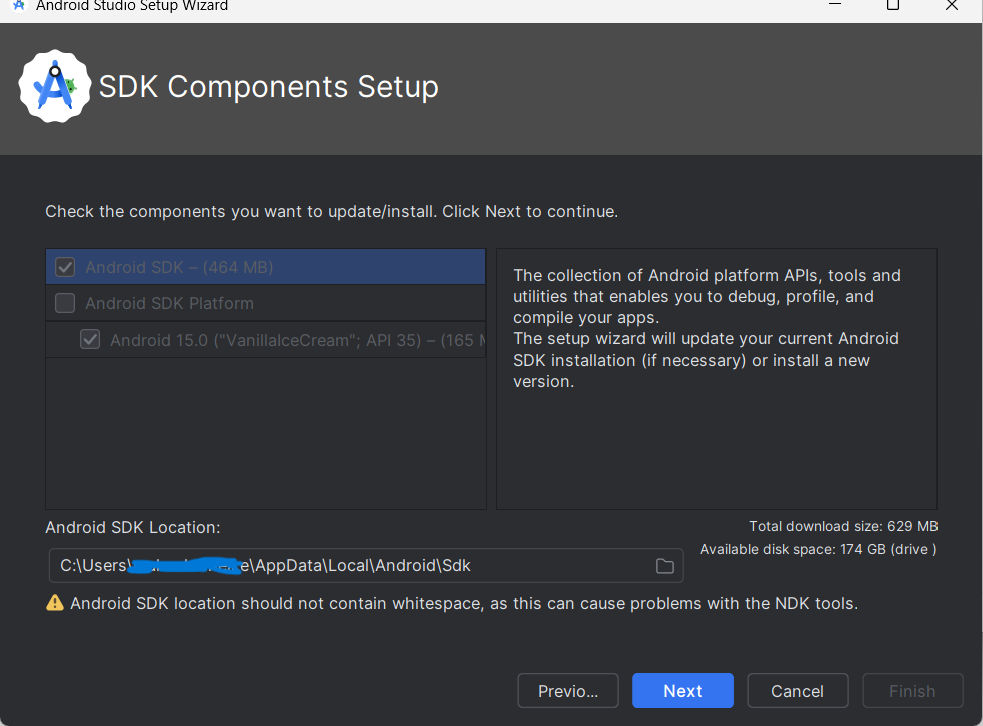 Android Studio Setup Wizard
SDK Components Setup
Check the components you want to update/install. Click Next to continue.
Android SDK – (464 MB)
Android SDK Platform
Android 15.0 ("VanillaIceCream"; API 35) – (165 M
The collection of Android platform APIs, tools and
utilities that enables you to debug, profile, and
compile your apps.
The setup wizard will update your current Android
SDK installation (if necessary) or install a new
version.
Android SDK Location:
Total download size: 629 MB
Available disk space: 174 GB (drive )
C:\Users\ e\AppData\Local\Android\Sdk
Android SDK location should not contain whitespace, as this can cause problems with the NDK tools.
Previo...
Next
Cancel
Finish